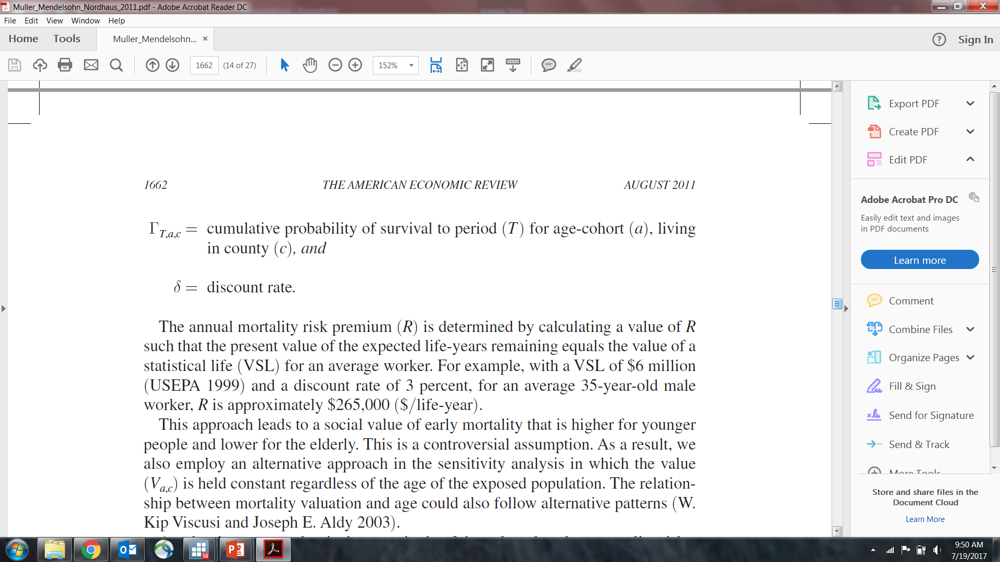 Muller_Mendelsohn_Nordhaus_2011.pdf - Adobe Acrobat Reader DC
File Edit View Window Help
Home Tools Muller_Mendelsohn... × ? Sign In
1662 (14 of 27) 152%
1662 THE AMERICAN ECONOMIC REVIEW AUGUST 2011
Γ_{T,a,c} = cumulative probability of survival to period (T) for age-cohort (a), living
in county (c), and
δ = discount rate.
The annual mortality risk premium (R) is determined by calculating a value of R
such that the present value of the expected life-years remaining equals the value of a
statistical life (VSL) for an average worker. For example, with a VSL of $6 million
(USEPA 1999) and a discount rate of 3 percent, for an average 35-year-old male
worker, R is approximately $265,000 ($/life-year).
This approach leads to a social value of early mortality that is higher for younger
people and lower for the elderly. This is a controversial assumption. As a result, we
also employ an alternative approach in the sensitivity analysis in which the value
(V_{a,c}) is held constant regardless of the age of the exposed population. The relation-
ship between mortality valuation and age could also follow alternative patterns (W.
Kip Viscusi and Joseph E. Aldy 2003).
Export PDF
Create PDF
Edit PDF
Adobe Acrobat Pro DC
Easily edit text and images
in PDF documents
Learn more
Comment
Combine Files
Organize Pages
Fill & Sign
Send for Signature
Send & Track
More Tools
Store and share files in the
Document Cloud
Learn More
14
9:50 AM
7/19/2017